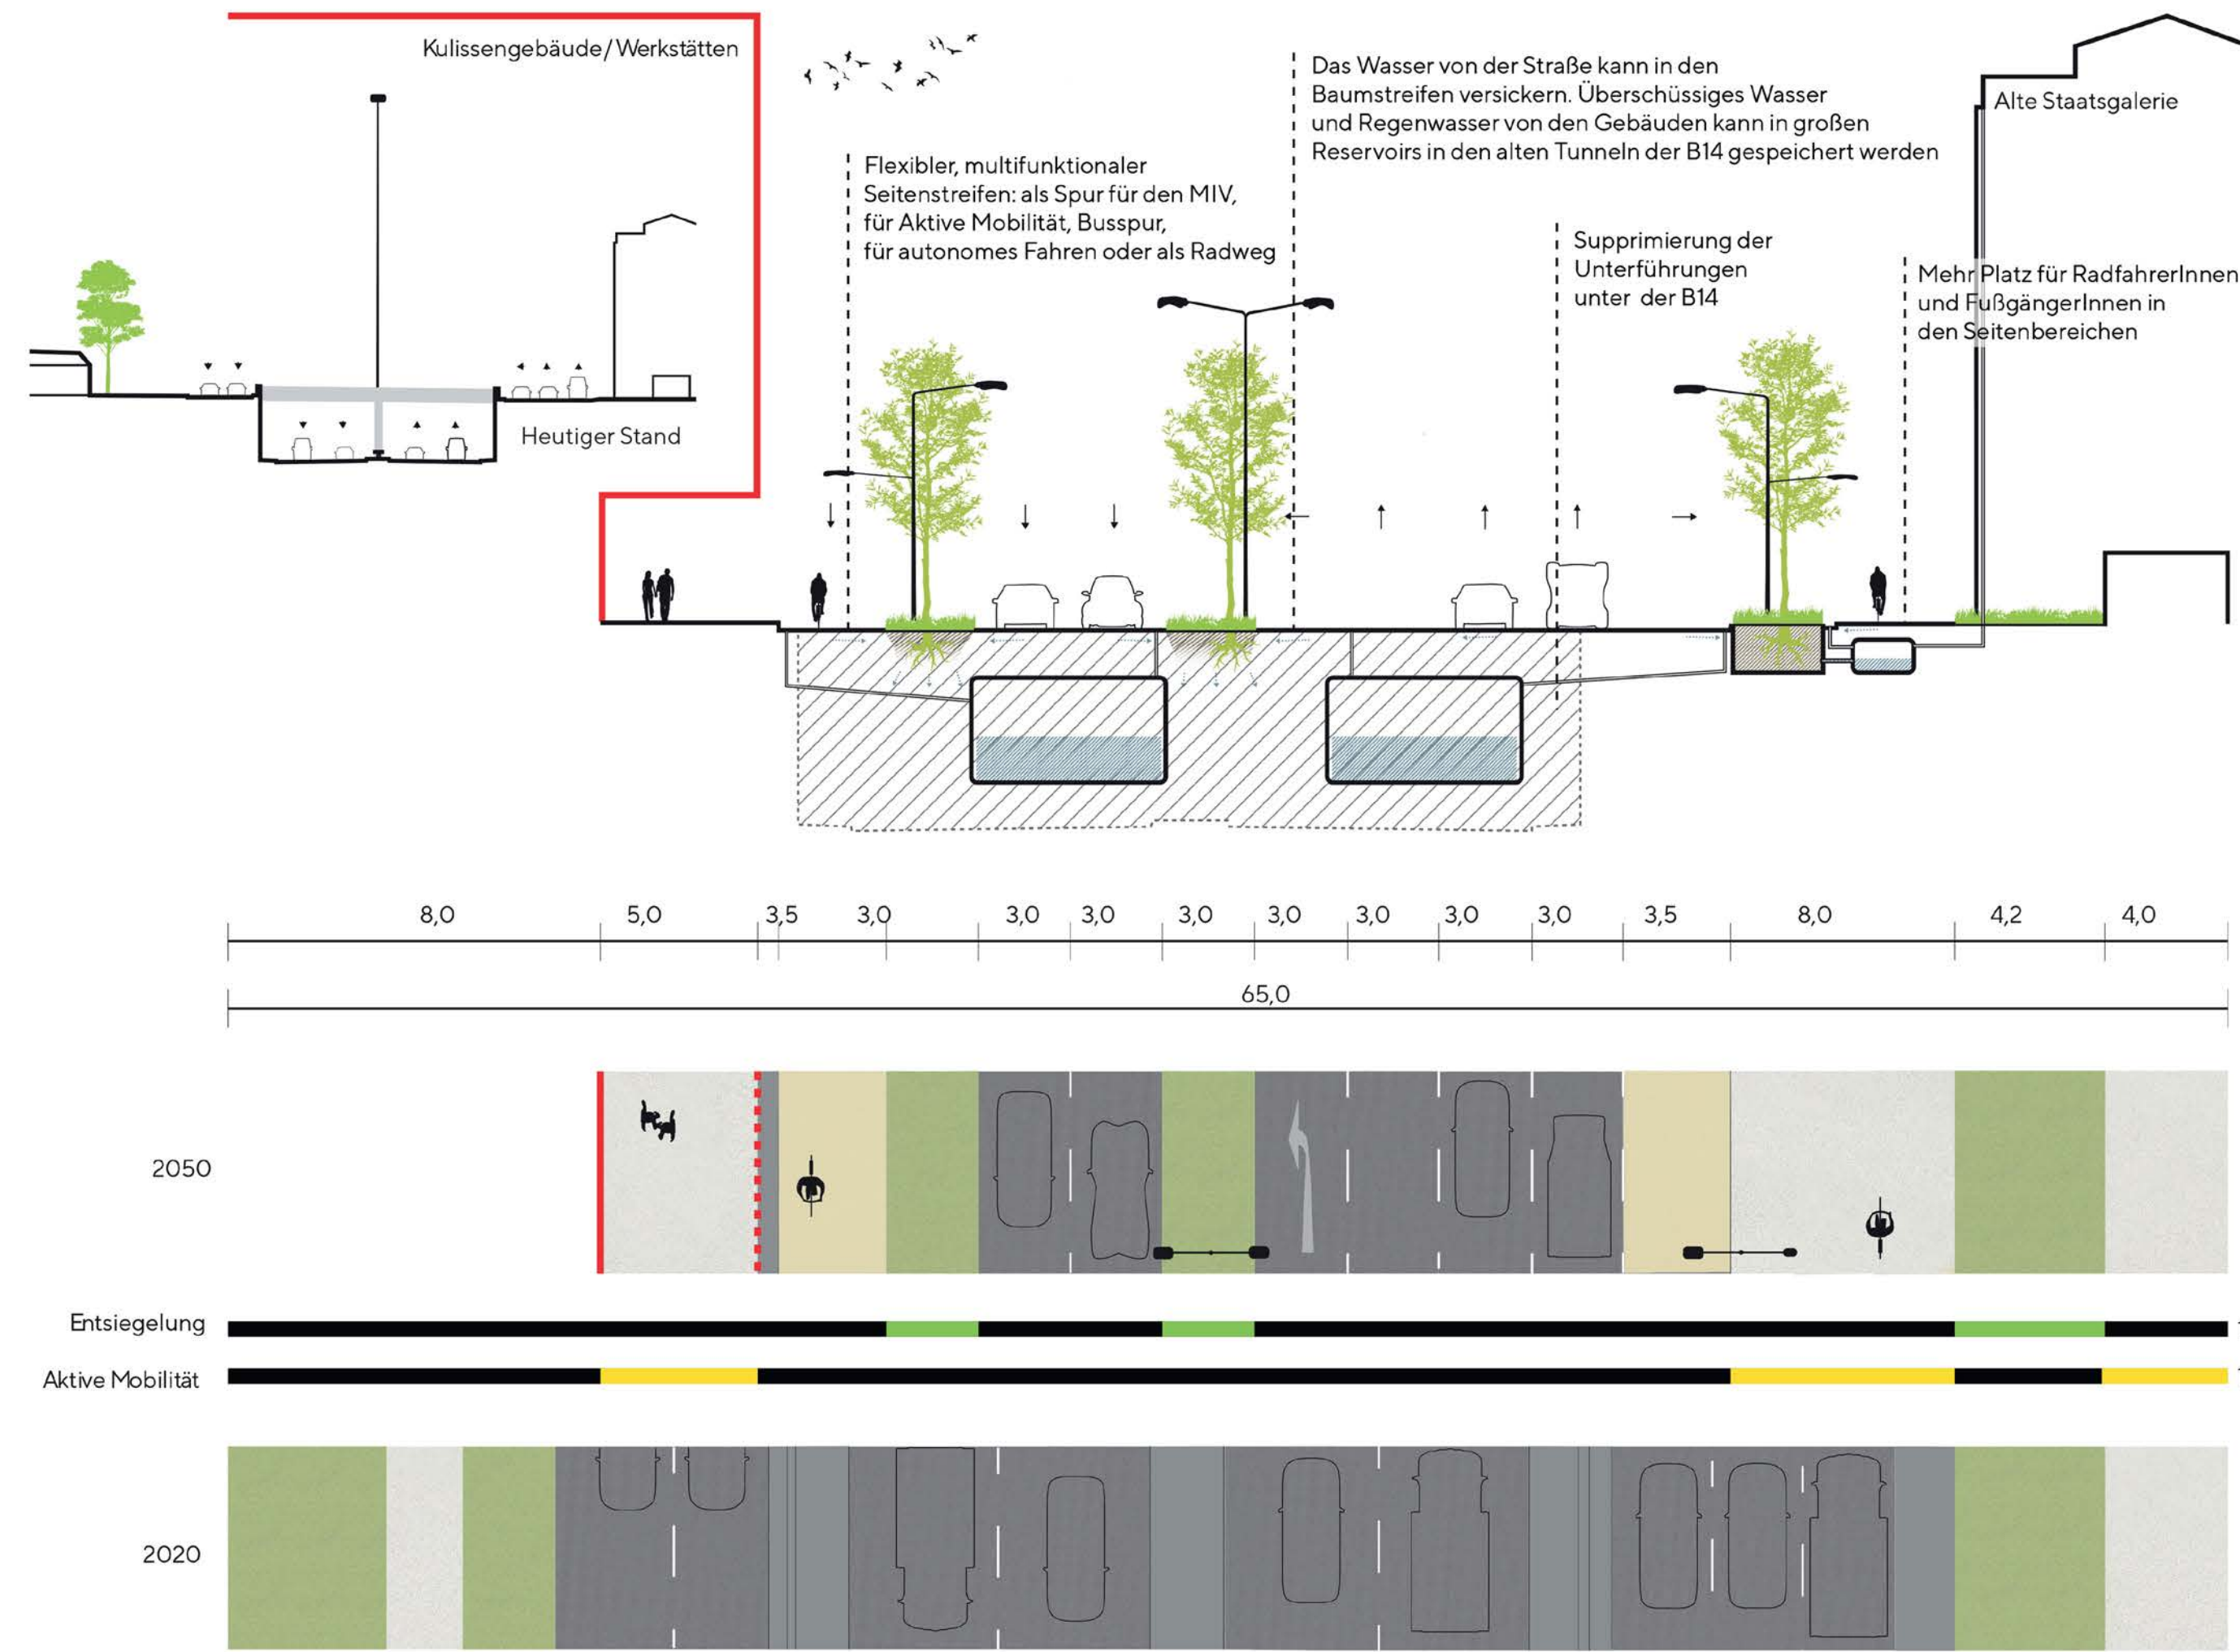 Kulissengebäude/Werkstätten
Heutiger Stand
Flexibler, multifunktionaler
Seitenstreifen: als Spur für den MIV,
für Aktive Mobilität, Busspur,
für autonomes Fahren oder als Radweg
Das Wasser von der Straße kann in den
Baumstreifen versickern. Überschüssiges Wasser
und Regenwasser von den Gebäuden kann in großen
Reservoirs in den alten Tunneln der B14 gespeichert werden
Supprimierung der
Unterführungen
unter der B14
Alte Staatsgalerie
Mehr Platz für RadfahrerInnen
und FußgängerInnen in
den Seitenbereichen
8,0 5,0 3,5 3,0 3,0 3,0 3,0 3,0 3,0 3,0 3,0 3,5 8,0 4,2 4,0
65,0
2050
Entsiegelung
Aktive Mobilität
2020